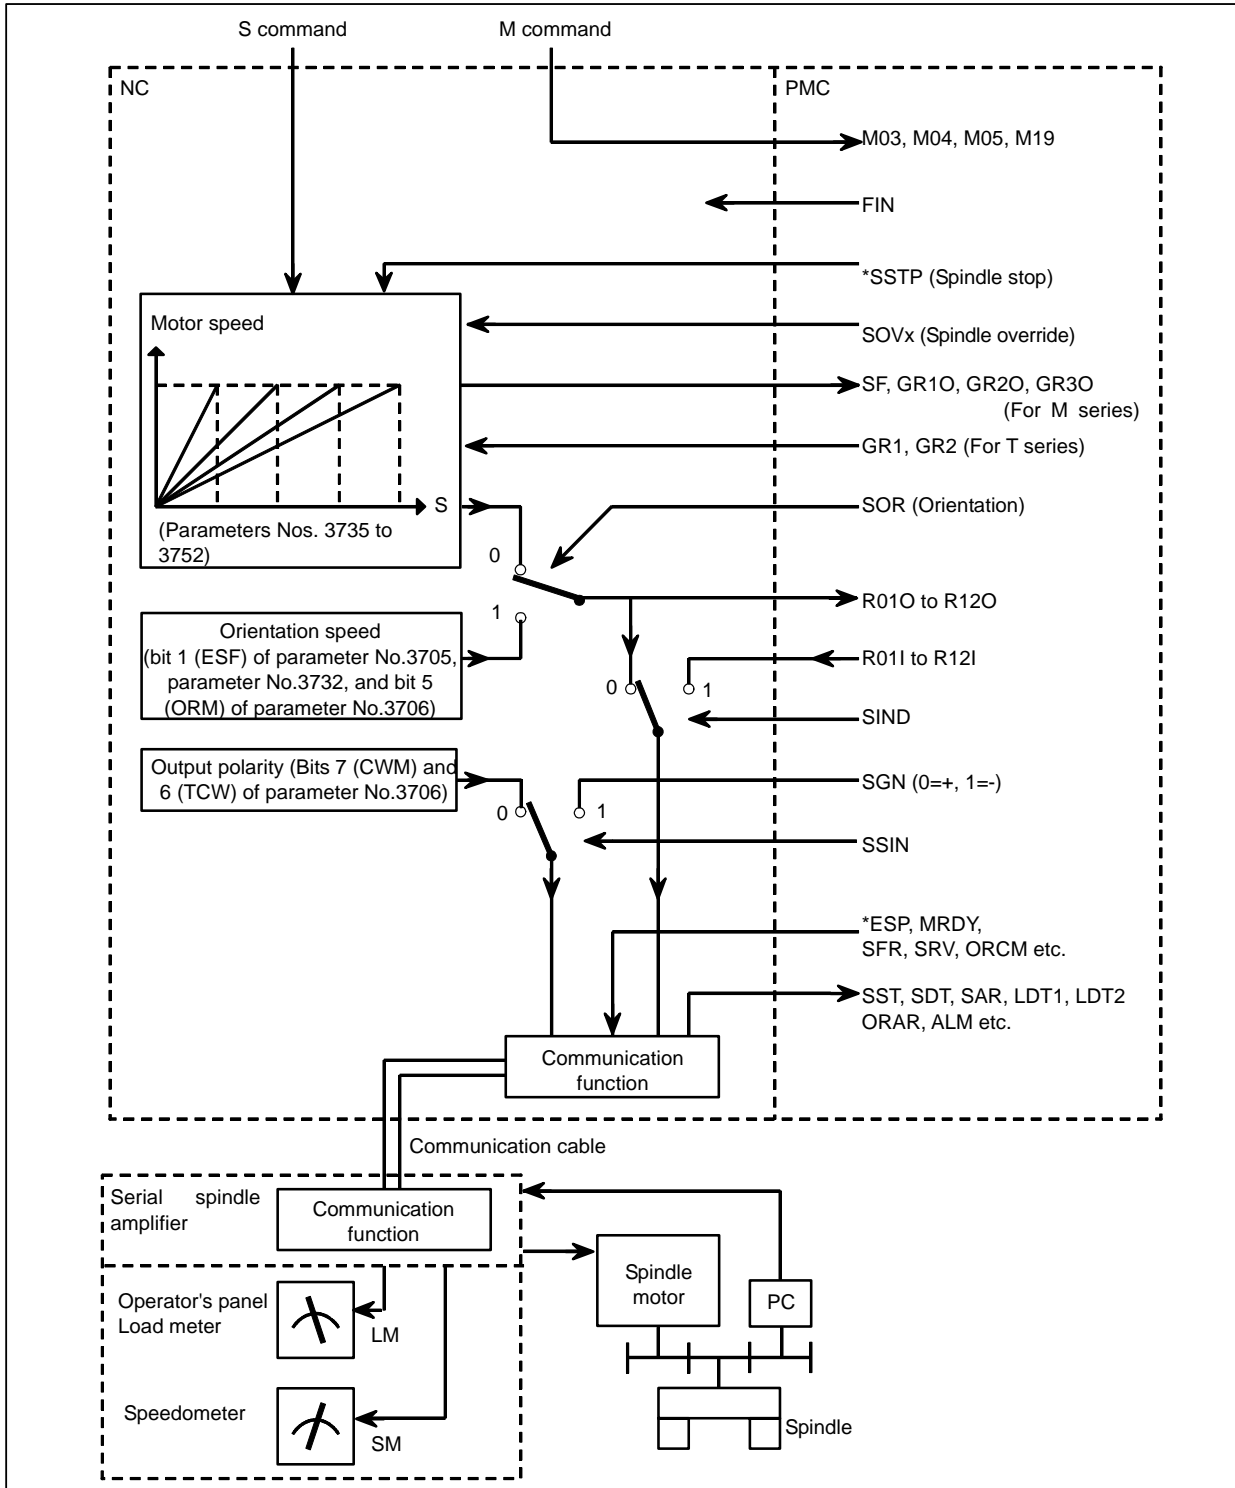 S command
M command
NC
PMC
M03, M04, M05, M19
FIN
*SSTP (Spindle stop)
Motor speed
SOVx (Spindle override)
SF, GR1O, GR2O, GR3O
(For M series)
GR1, GR2 (For T series)
S
SOR (Orientation)
(Parameters Nos. 3735 to
3752)
0
1
R01O to R12O
Orientation speed
(bit 1 (ESF) of parameter No.3705,
parameter No.3732, and bit 5
(ORM) of parameter No.3706)
R01I to R12I
0
1
SIND
Output polarity (Bits 7 (CWM) and
6 (TCW) of parameter No.3706)
SGN (0=+, 1=-)
0
1
SSIN
*ESP, MRDY,
SFR, SRV, ORCM etc.
SST, SDT, SAR, LDT1, LDT2
ORAR, ALM etc.
Communication
function
Communication cable
Serial spindle
amplifier
Communication
function
Spindle
motor
PC
Operator's panel
Load meter
LM
Speedometer
SM
Spindle